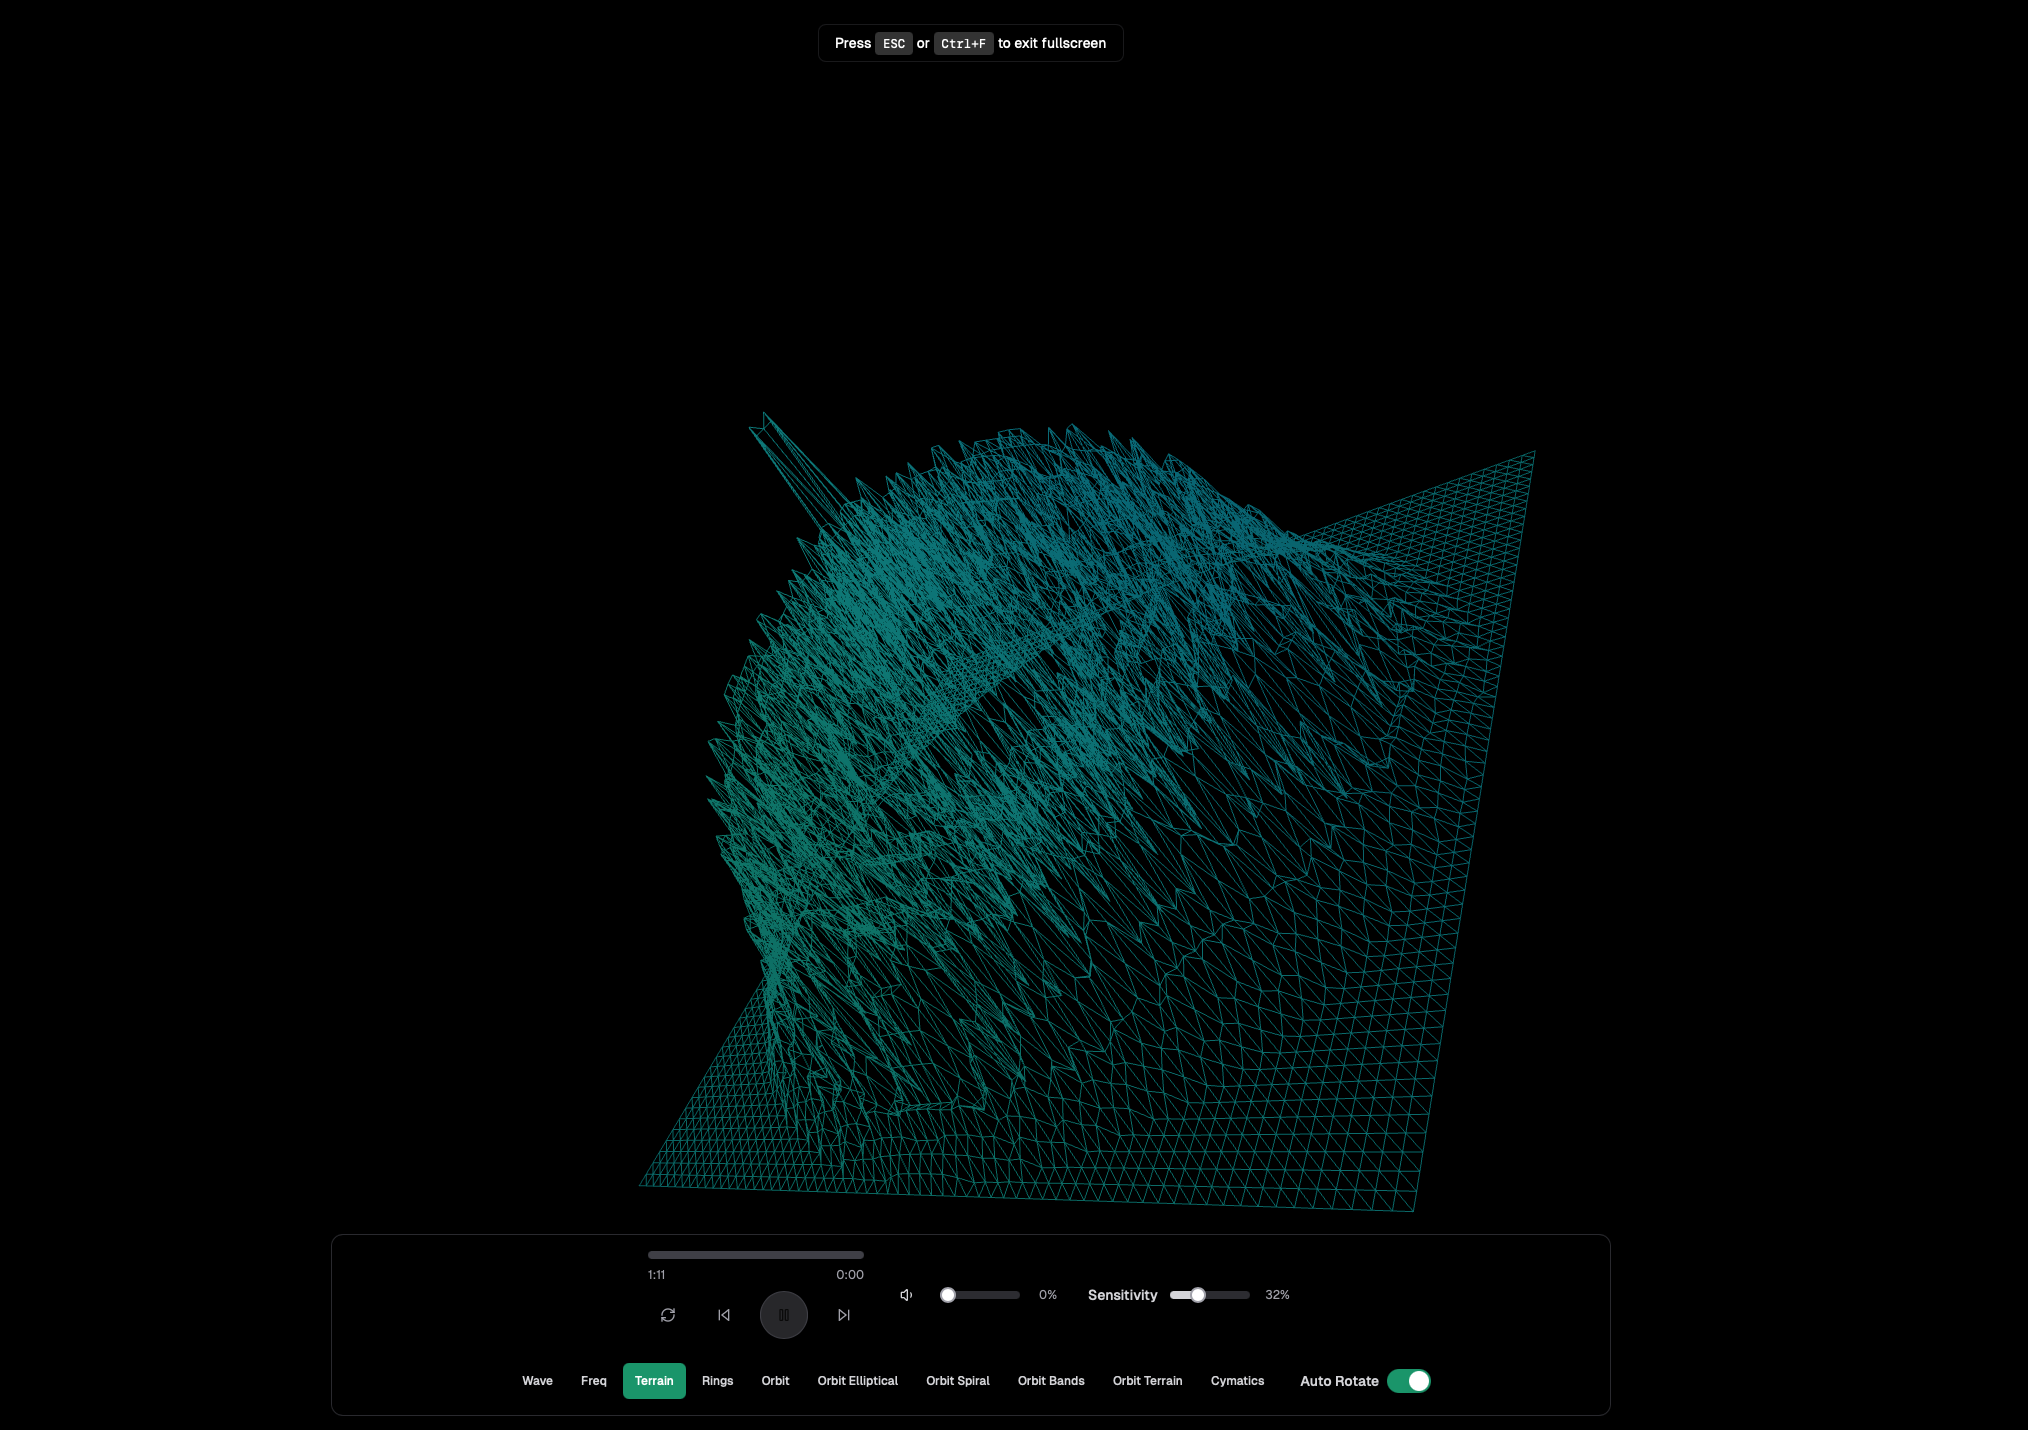 Press ESC or Ctrl+F to exit fullscreen
1:11 0:00
0% Sensitivity 32%
Wave Freq Terrain Rings Orbit Orbit Elliptical Orbit Spiral Orbit Bands Orbit Terrain Cymatics Auto Rotate